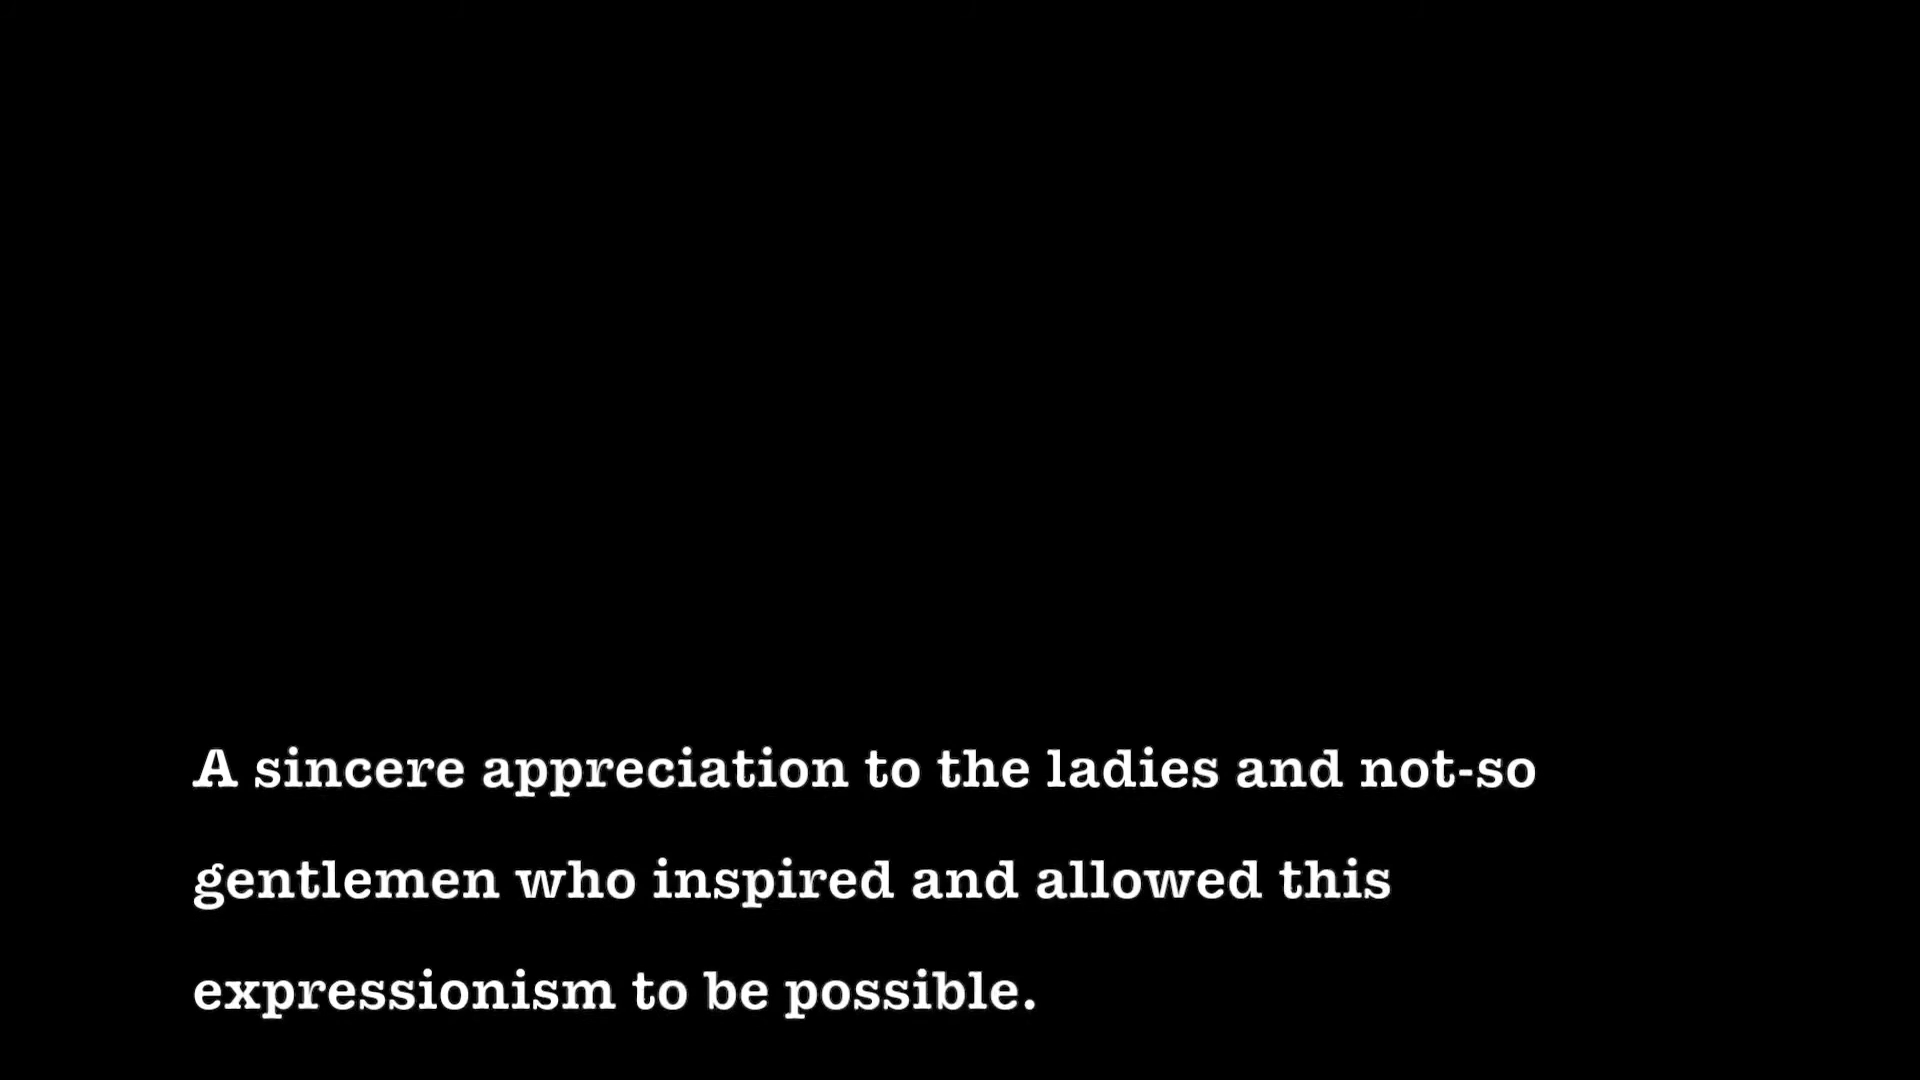 A sincere appreciation to the ladies and not-so
gentlemen who inspired and allowed this
expressionism to be possible.